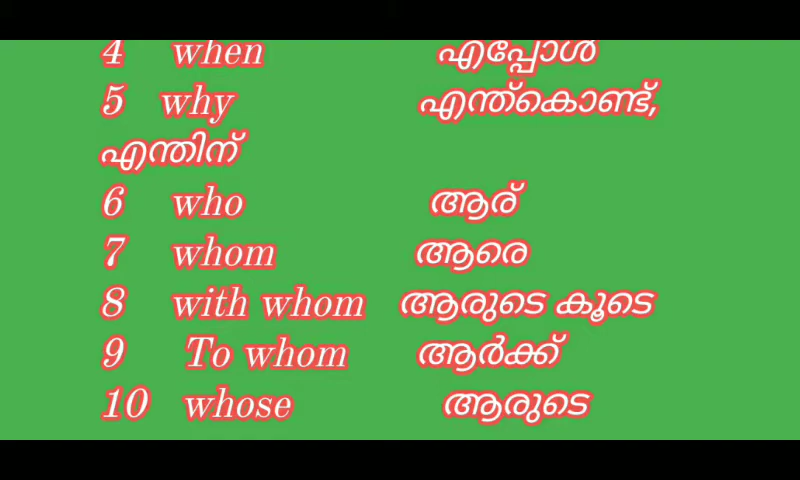 4 when എപ്പോൾ
5 why എന്ത്കൊണ്ട്,
എന്തിന്
6 who ആര്
7 whom ആരെ
8 with whom ആരുടെ കൂടെ
9 To whom ആർക്ക്
10 whose ആരുടെ